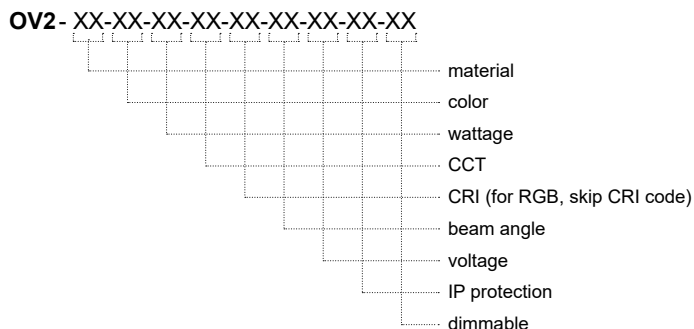 OV2- XX-XX-XX-XX-XX-XX-XX-XX-XX
material
color
wattage
CCT
CRI (for RGB, skip CRI code)
beam angle
voltage
IP protection
dimmable